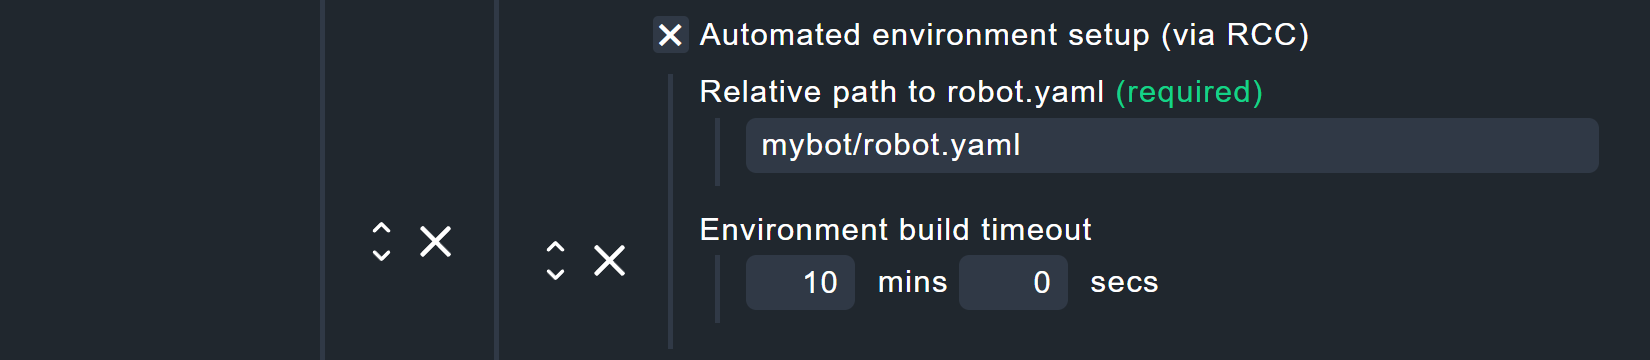 Automated environment setup (via RCC)
Relative path to robot.yaml (required)
mybot/robot.yaml
Environment build timeout
10 mins 0 secs